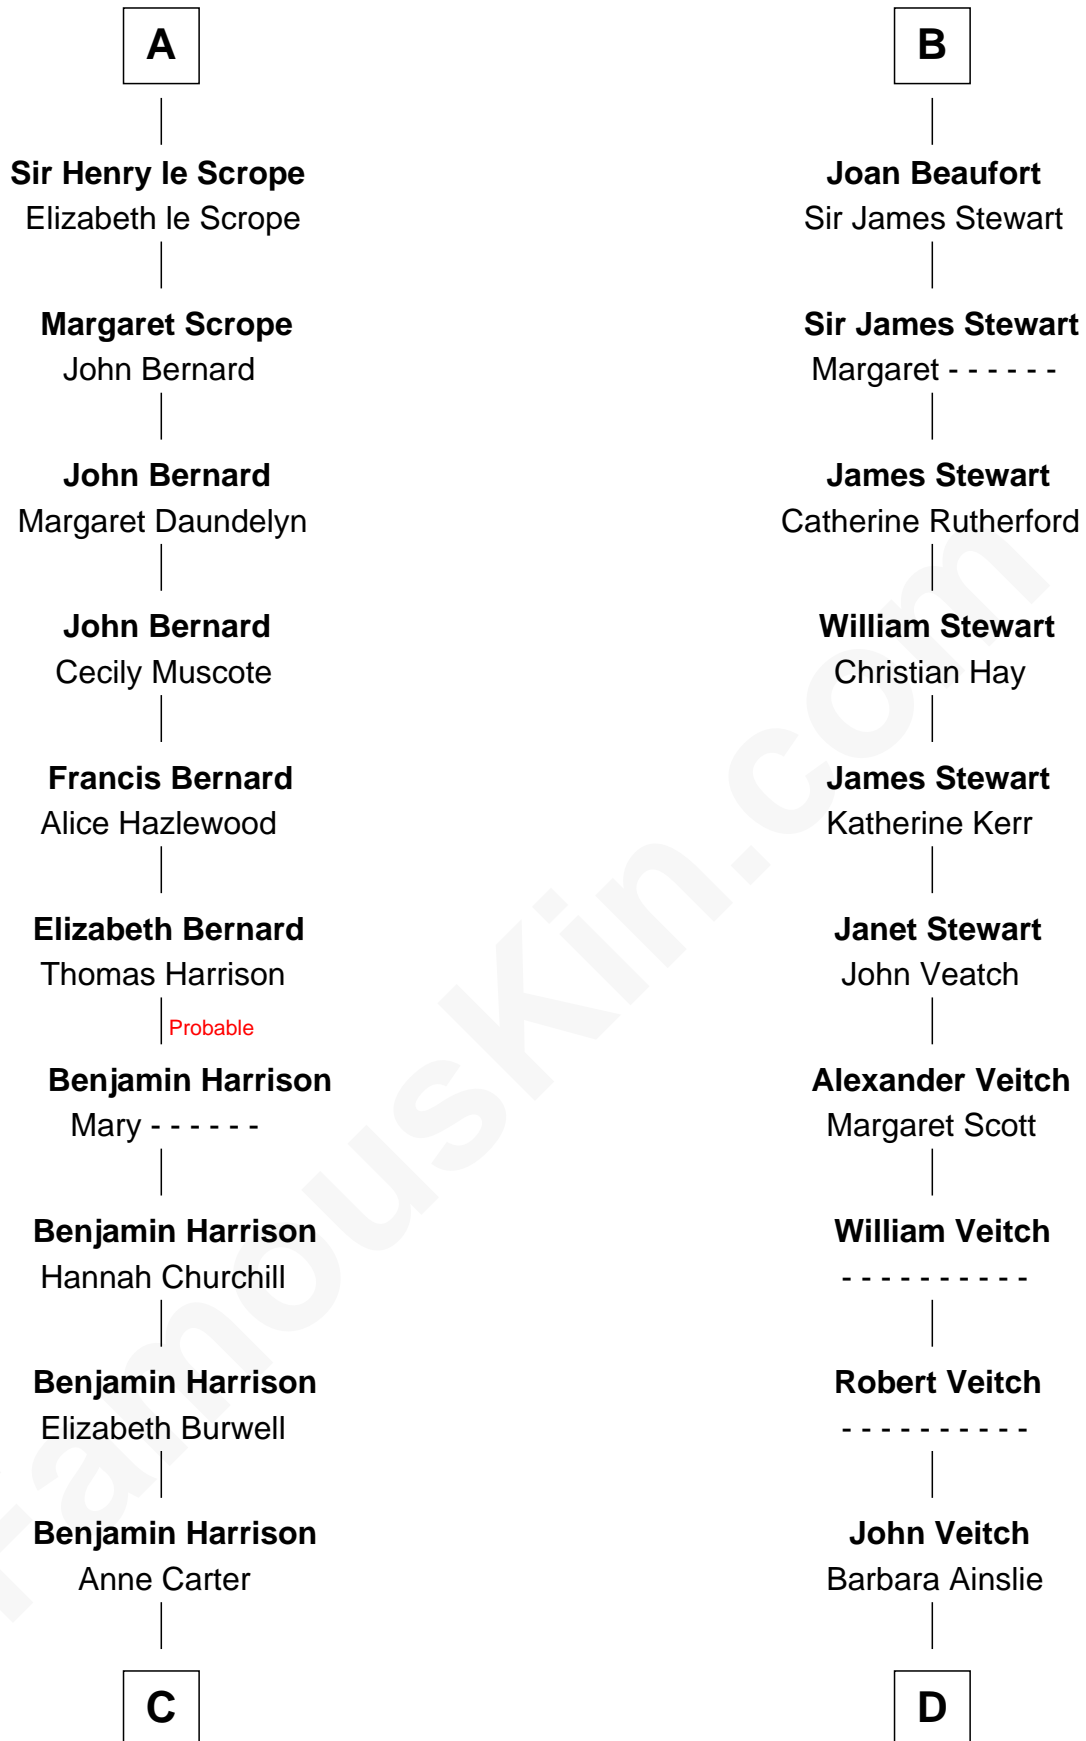 A
Sir Henry le Scrope
Elizabeth le Scrope
Margaret Scrope
John Bernard
John Bernard
Margaret Daundelyn
John Bernard
Cecily Muscote
Francis Bernard
Alice Hazlewood
Elizabeth Bernard
Thomas Harrison
Probable
Benjamin Harrison
Mary - - - - - -
Benjamin Harrison
Hannah Churchill
Benjamin Harrison
Elizabeth Burwell
Benjamin Harrison
Anne Carter
C
B
Joan Beaufort
Sir James Stewart
Sir James Stewart
Margaret - - - - - -
James Stewart
Catherine Rutherford
William Stewart
Christian Hay
James Stewart
Katherine Kerr
Janet Stewart
John Veatch
Alexander Veitch
Margaret Scott
William Veitch
- - - - - - - - - -
Robert Veitch
- - - - - - - - - -
John Veitch
Barbara Ainslie
D
FamousKin.com